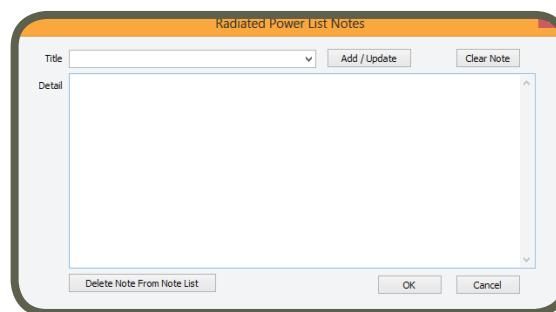 Radiated Power List Notes
Title Add / Update Clear Note
Detail
Delete Note From Note List OK Cancel